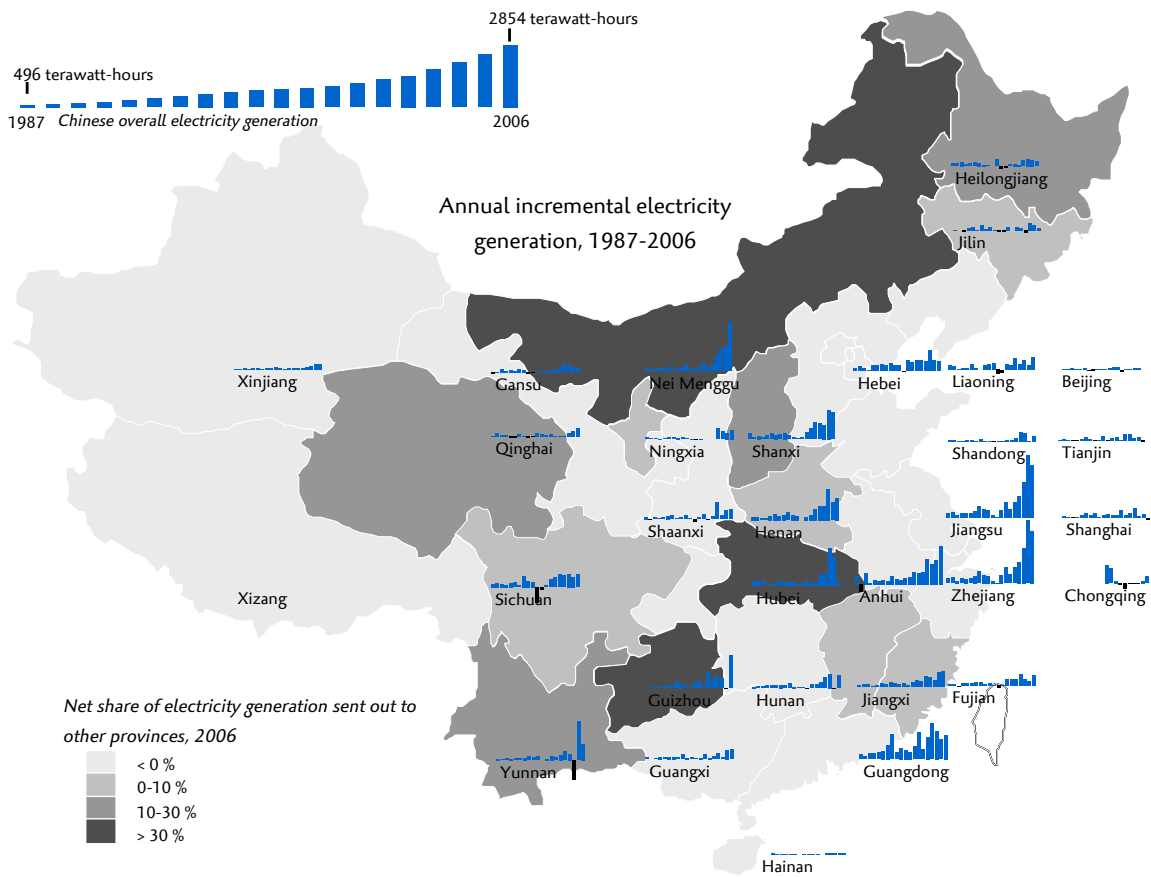 2854 terawatt-hours
496 terawatt-hours
1987
Chinese overall electricity generation
2006
Annual incremental electricity
generation, 1987-2006
Heilongjiang
Jilin
Xinjiang
Gansu
Nei Menggu
Hebei
Liaoning
Beijing
Qinghai
Ningxia
Shanxi
Shandong
Tianjin
Shaanxi
Henan
Jiangsu
Shanghai
Xizang
Sichuan
Hubei
Anhui
Zhejiang
Chongqing
Guizhou
Hunan
Jiangxi
Fujian
Yunnan
Guangxi
Guangdong
Hainan
Net share of electricity generation sent out to
other provinces, 2006
< 0 %
0-10 %
10-30 %
> 30 %